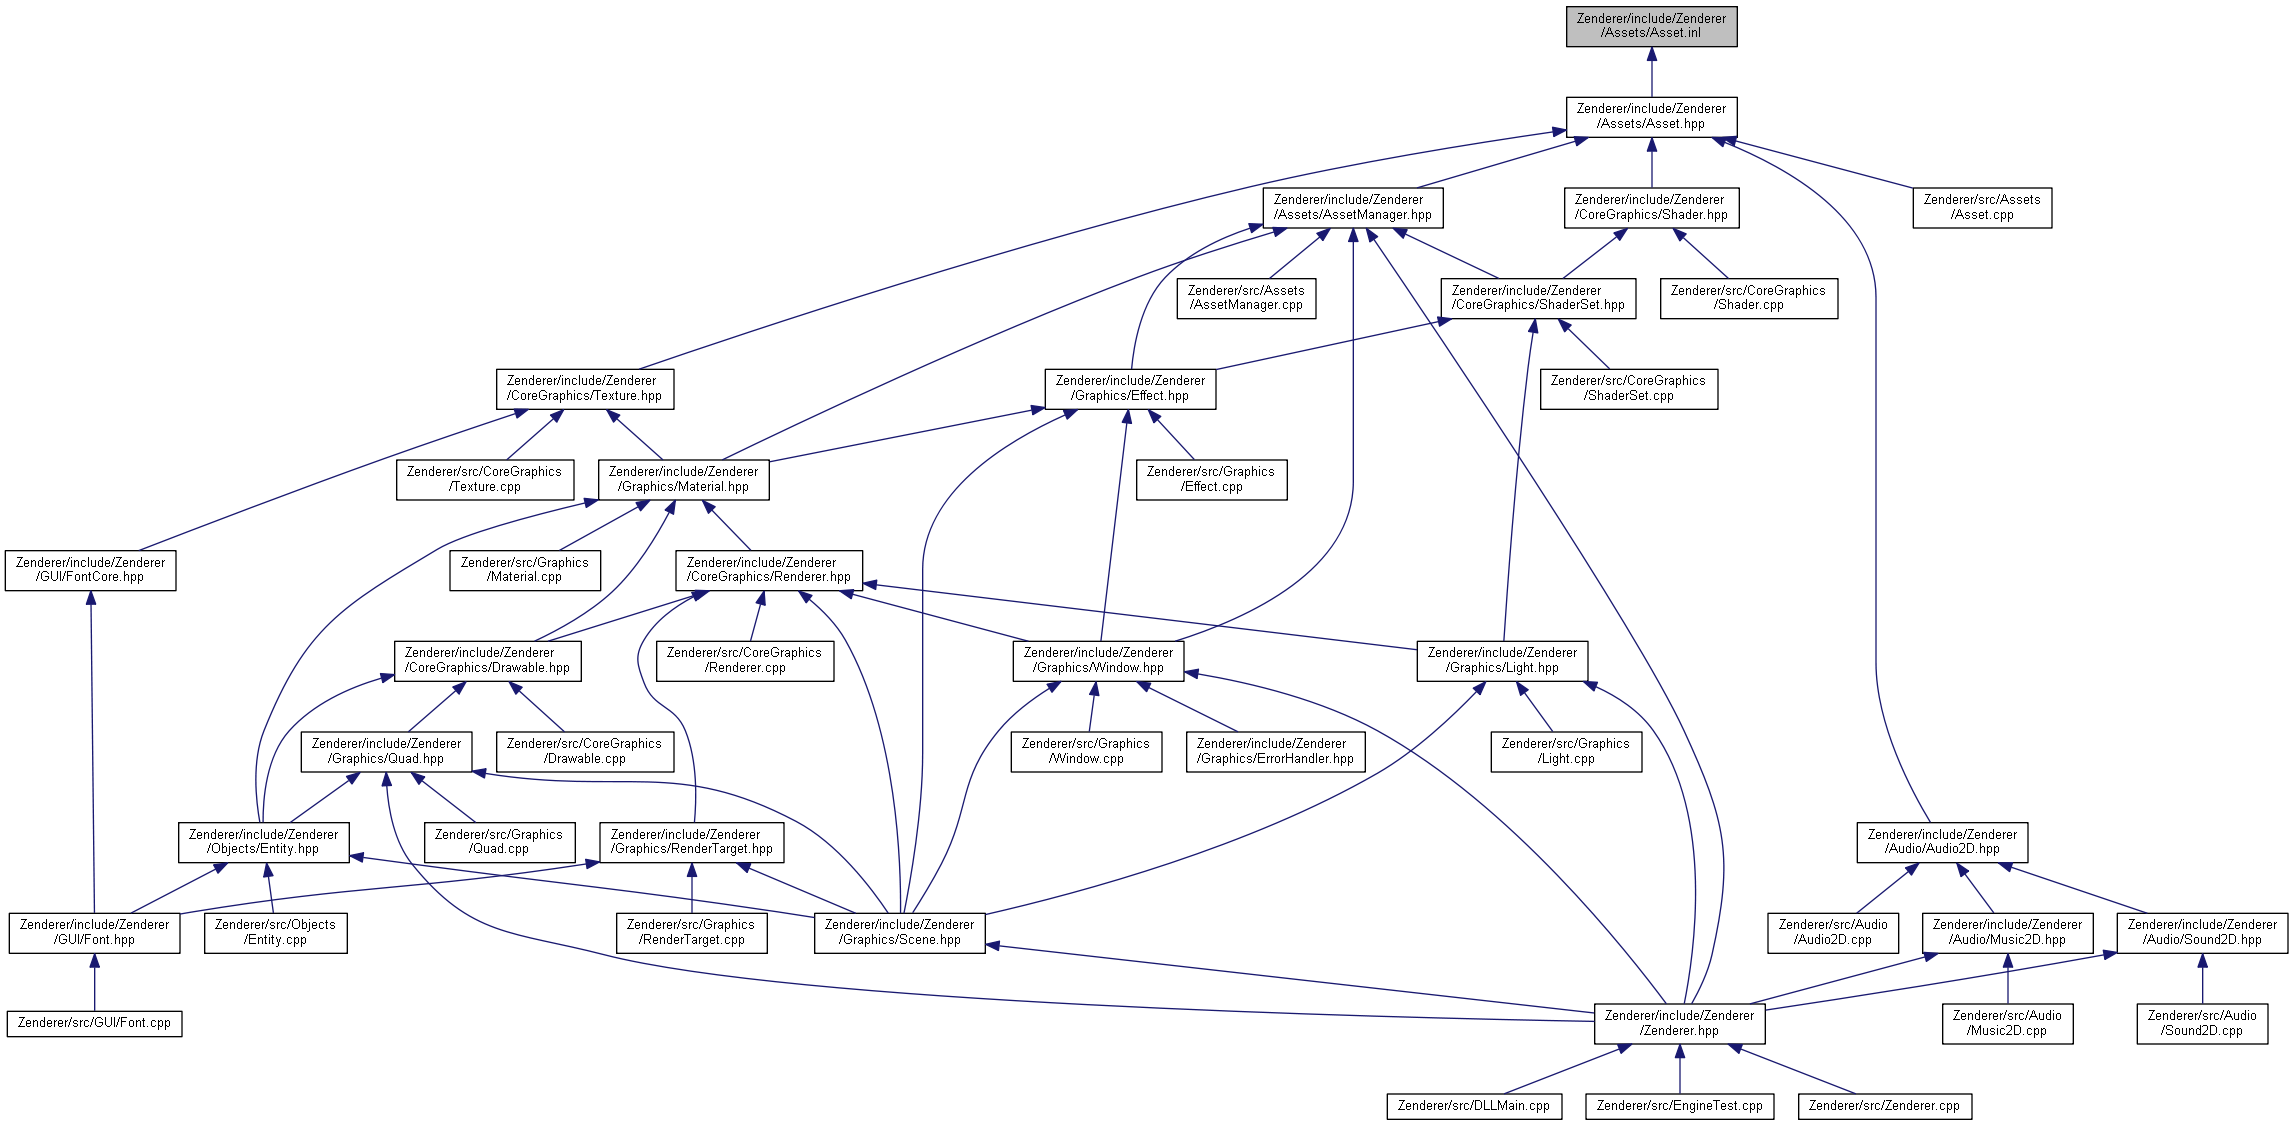 Zenderer/include/Zenderer
/Assets/Asset.inl
Zenderer/include/Zenderer
/Assets/Asset.hpp
Zenderer/include/Zenderer
/Assets/AssetManager.hpp
Zenderer/include/Zenderer
/CoreGraphics/Shader.hpp
Zenderer/src/Assets
/Asset.cpp
Zenderer/src/Assets
/AssetManager.cpp
Zenderer/include/Zenderer
/CoreGraphics/ShaderSet.hpp
Zenderer/src/CoreGraphics
/Shader.cpp
Zenderer/include/Zenderer
/CoreGraphics/Texture.hpp
Zenderer/include/Zenderer
/Graphics/Effect.hpp
Zenderer/src/CoreGraphics
/ShaderSet.cpp
Zenderer/src/CoreGraphics
/Texture.cpp
Zenderer/include/Zenderer
/Graphics/Material.hpp
Zenderer/src/Graphics
/Effect.cpp
Zenderer/include/Zenderer
/GUI/FontCore.hpp
Zenderer/src/Graphics
/Material.cpp
Zenderer/include/Zenderer
/CoreGraphics/Renderer.hpp
Zenderer/include/Zenderer
/CoreGraphics/Drawable.hpp
Zenderer/src/CoreGraphics
/Renderer.cpp
Zenderer/include/Zenderer
/Graphics/Window.hpp
Zenderer/include/Zenderer
/Graphics/Light.hpp
Zenderer/include/Zenderer
/Graphics/Quad.hpp
Zenderer/src/CoreGraphics
/Drawable.cpp
Zenderer/src/Graphics
/Window.cpp
Zenderer/include/Zenderer
/Graphics/ErrorHandler.hpp
Zenderer/src/Graphics
/Light.cpp
Zenderer/include/Zenderer
/Objects/Entity.hpp
Zenderer/src/Graphics
/Quad.cpp
Zenderer/include/Zenderer
/Graphics/RenderTarget.hpp
Zenderer/include/Zenderer
/Audio/Audio2D.hpp
Zenderer/include/Zenderer
/GUI/Font.hpp
Zenderer/src/Objects
/Entity.cpp
Zenderer/src/Graphics
/RenderTarget.cpp
Zenderer/include/Zenderer
/Graphics/Scene.hpp
Zenderer/src/Audio
/Audio2D.cpp
Zenderer/include/Zenderer
/Audio/Music2D.hpp
Zenderer/include/Zenderer
/Audio/Sound2D.hpp
Zenderer/src/GUI/Font.cpp
Zenderer/include/Zenderer
/Zenderer.hpp
Zenderer/src/Audio
/Music2D.cpp
Zenderer/src/Audio
/Sound2D.cpp
Zenderer/src/DLLMain.cpp
Zenderer/src/EngineTest.cpp
Zenderer/src/Zenderer.cpp